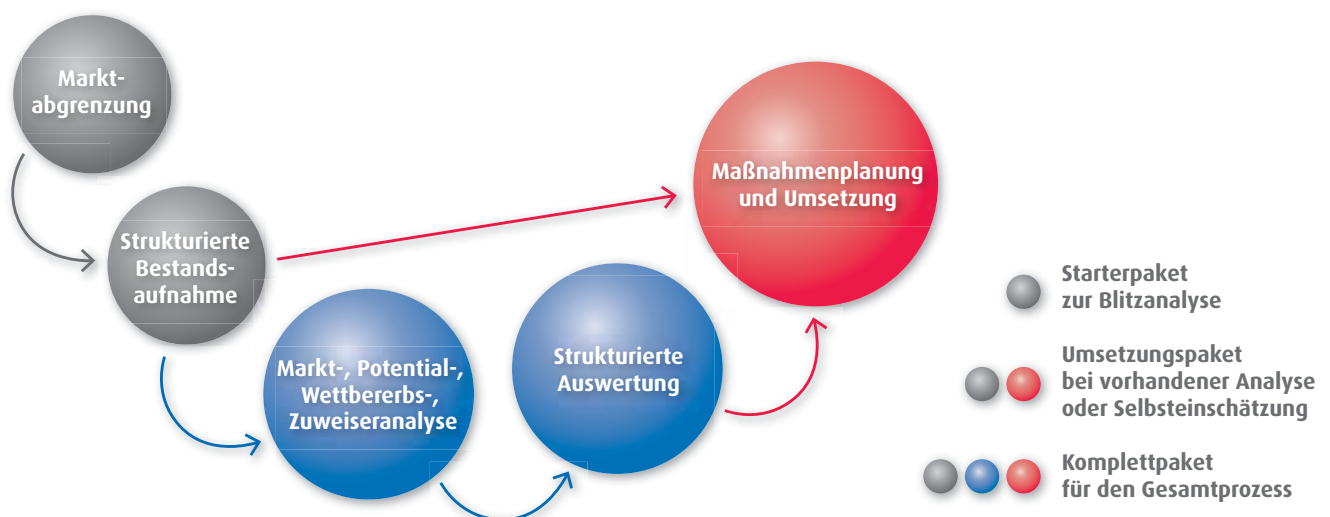 Markt-
abgrenzung
Strukturierte
Bestands-
aufnahme
Markt-, Potential-,
Wettbererbs-,
Zuweiseranalyse
Strukturierte
Auswertung
Maßnahmenplanung
und Umsetzung
Starterpaket
zur Blitzanalyse
Umsetzungspaket
bei vorhandener Analyse
oder Selbsteinschätzung
Komplettpaket
für den Gesamtprozess